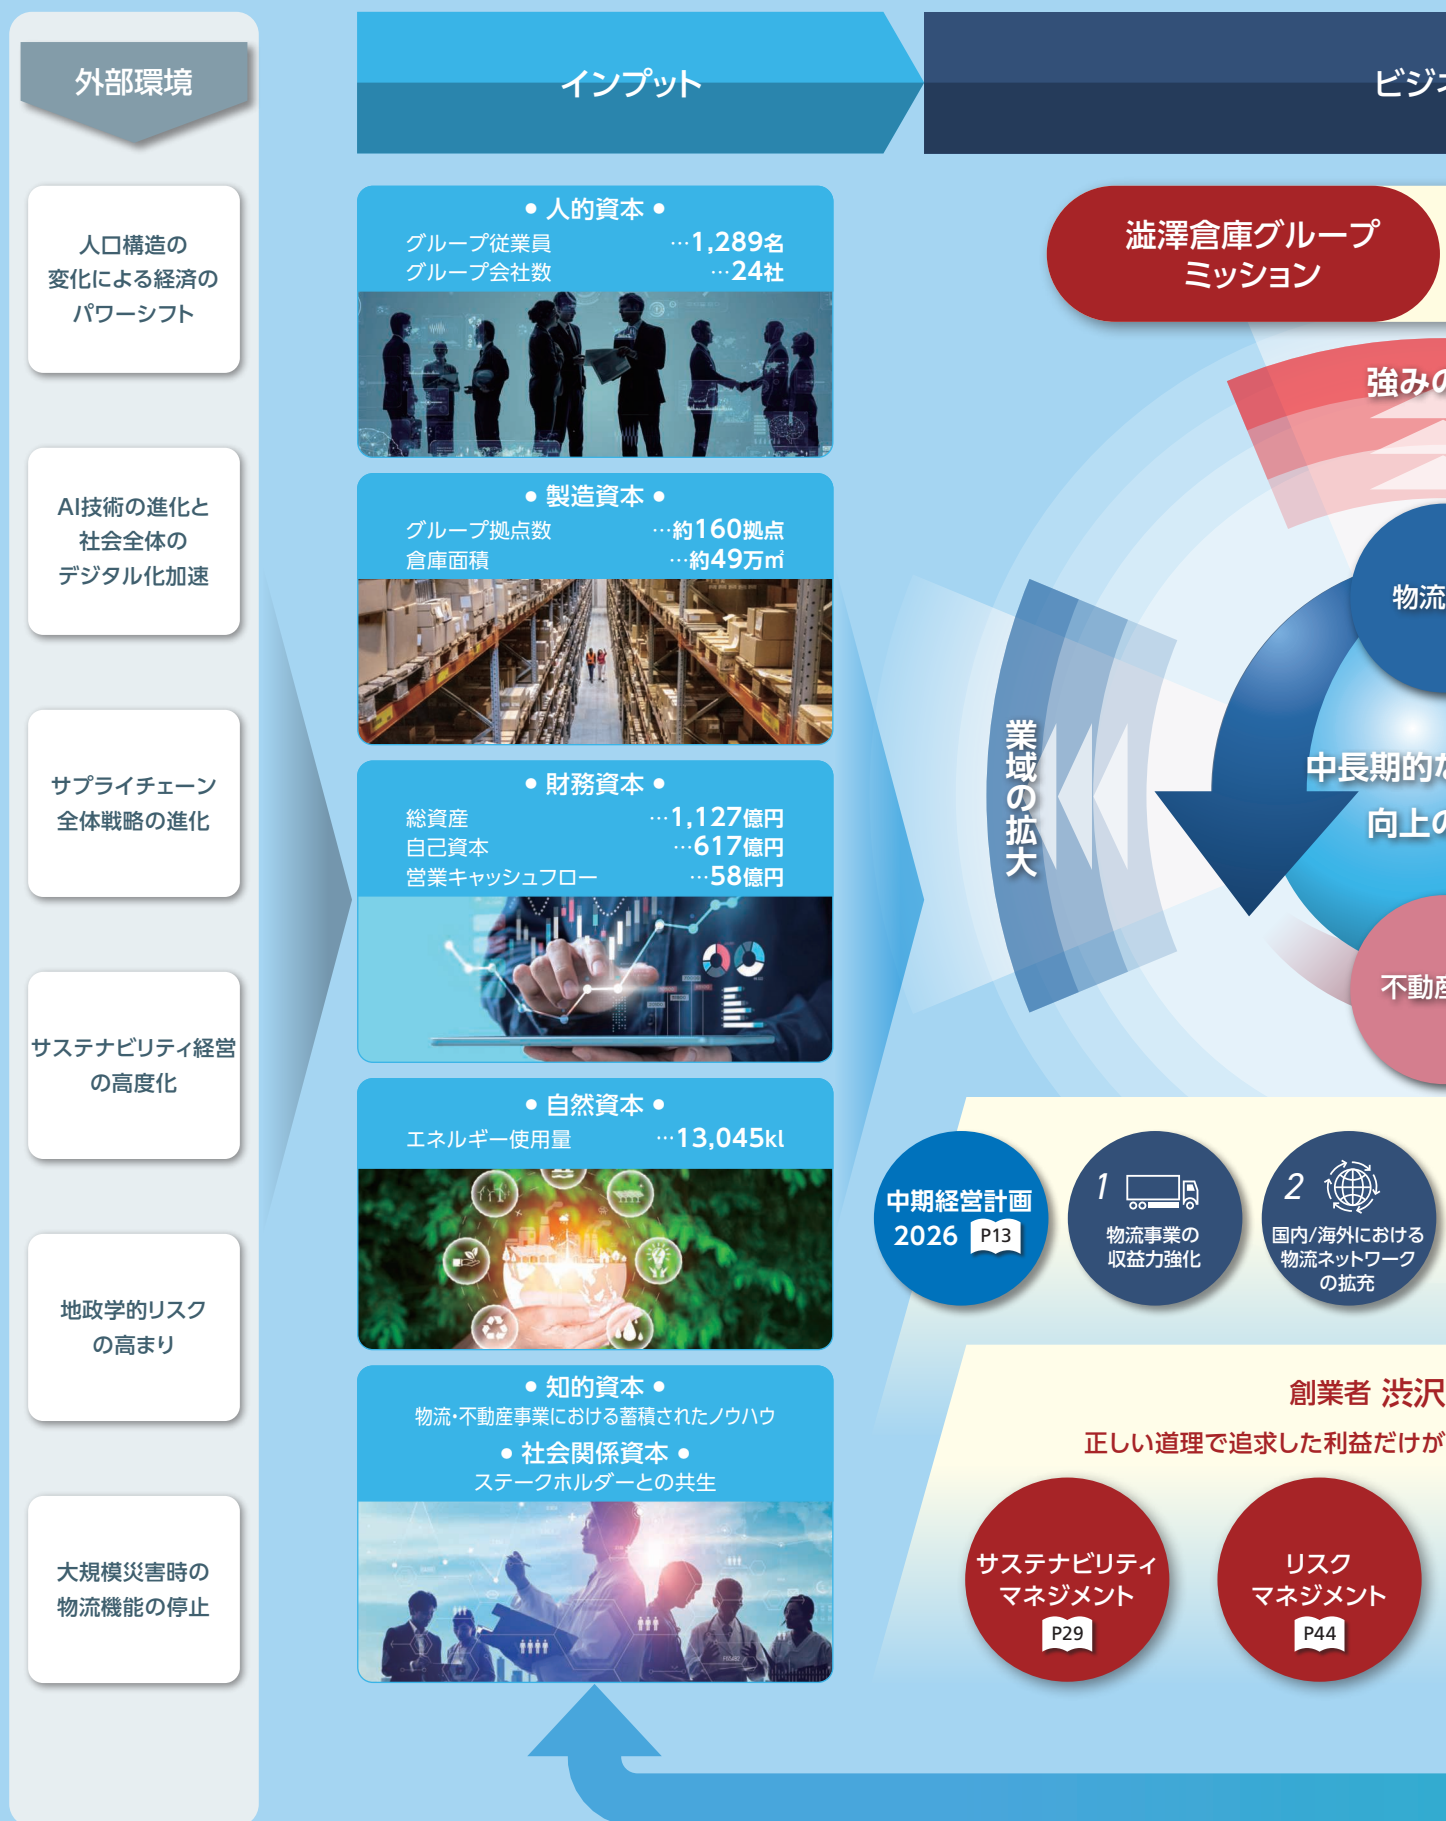 外部環境
人口構造の
変化による経済の
パワーシフト
AI技術の進化と
社会全体の
デジタル化加速
サプライチェーン
全体戦略の進化
サステナビリティ経営
の高度化
地政学的リスク
の高まり
大規模災害時の
物流機能の停止
インプット
● 人的資本 ●
グループ従業員 …1,289名
グループ会社数 …24社
● 製造資本 ●
グループ拠点数 …約160拠点
倉庫面積 …約49万㎡
● 財務資本 ●
総資産 …1,127億円
自己資本 …617億円
営業キャッシュフロー …58億円
● 自然資本 ●
エネルギー使用量 …13,045kl
● 知的資本 ●
物流・不動産事業における蓄積されたノウハウ
● 社会関係資本 ●
ステークホルダーとの共生
ビジ
澁澤倉庫グループ
ミッション
強みの
物流
業域の拡大
中長期的な
向上の
不動産
中期経営計画
2026 P13
1
物流事業の
収益力強化
2
国内/海外における
物流ネットワーク
の拡充
創業者 渋沢
正しい道理で追求した利益だけが
サステナビリティ
マネジメント
P29
リスク
マネジメント
P44